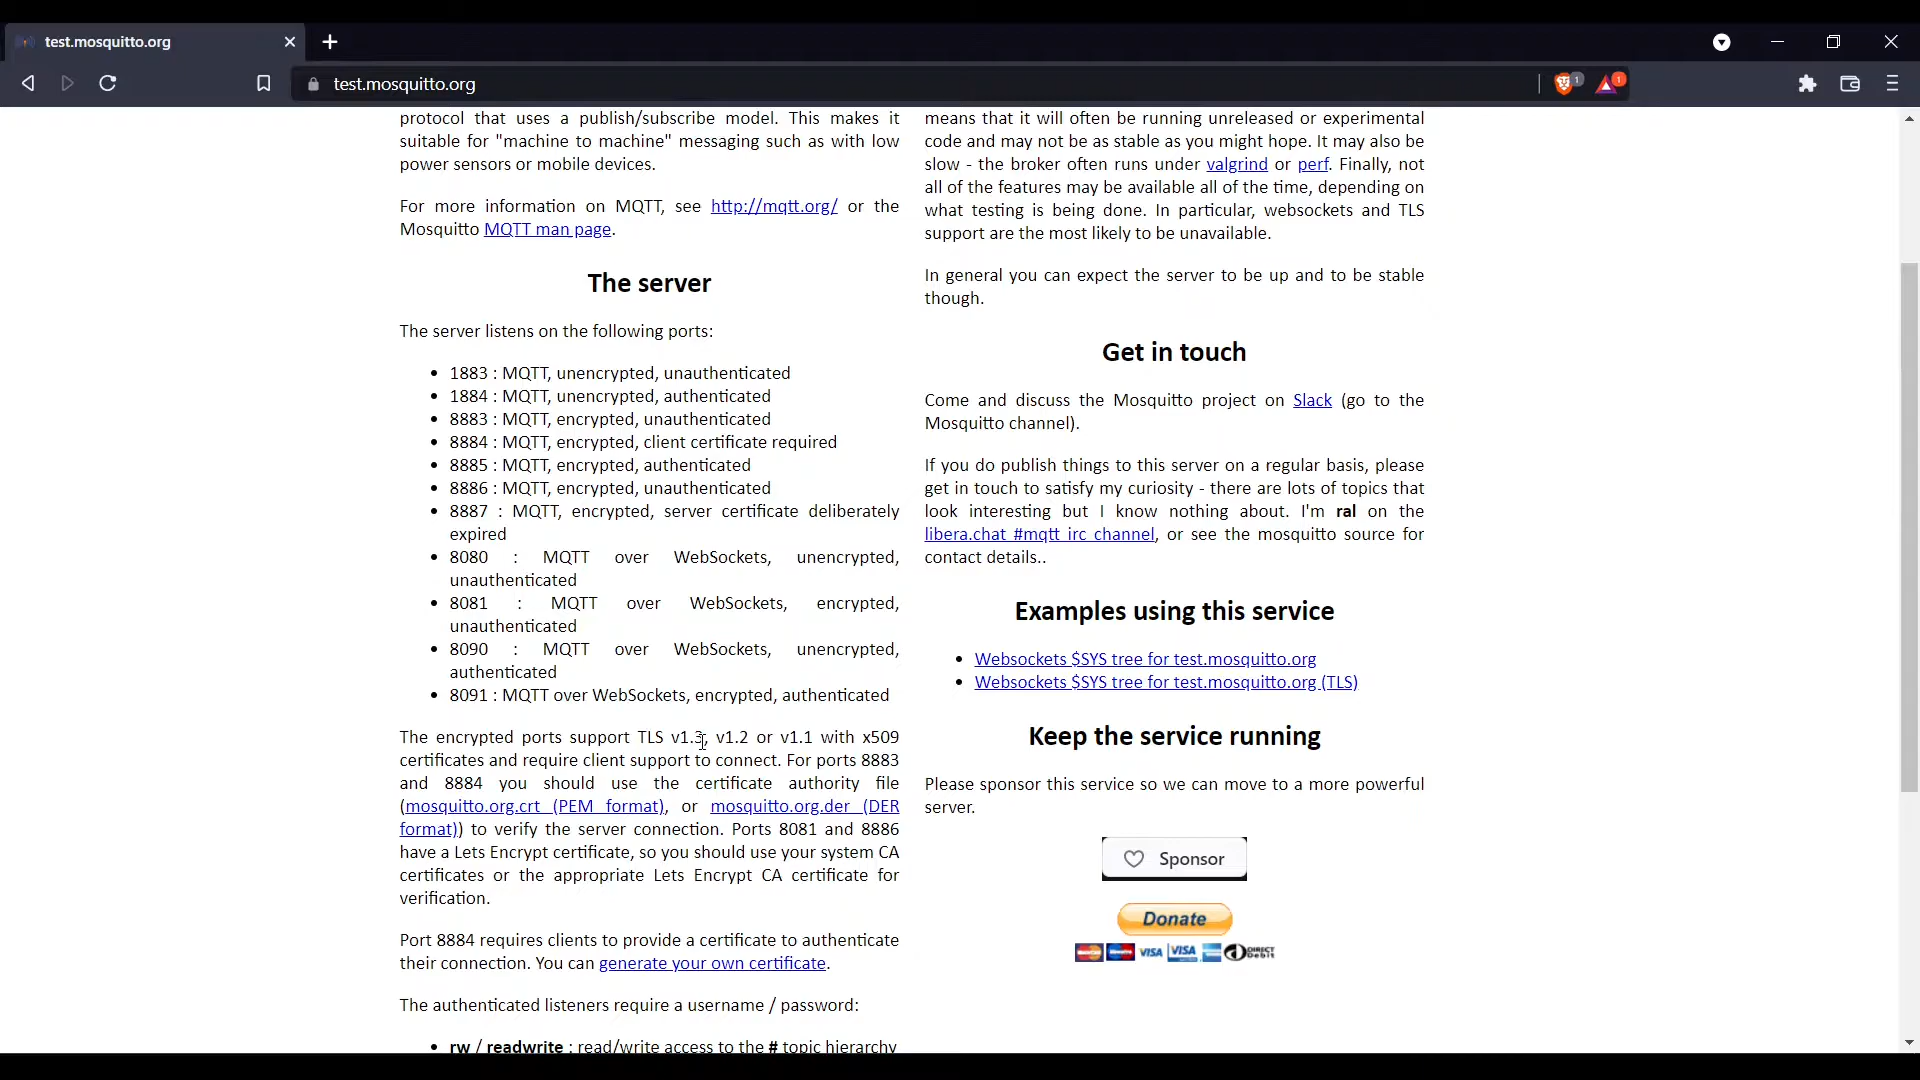 test.mosquitto.org
test.mosquitto.org
1
1
protocol that uses a publish/subscribe model. This makes it
suitable for "machine to machine" messaging such as with low
power sensors or mobile devices.
For more information on MQTT, see http://mqtt.org/ or the
Mosquitto MQTT man page.
The server
The server listens on the following ports:
• 1883 : MQTT, unencrypted, unauthenticated
• 1884 : MQTT, unencrypted, authenticated
• 8883 : MQTT, encrypted, unauthenticated
• 8884 : MQTT, encrypted, client certificate required
• 8885 : MQTT, encrypted, authenticated
• 8886 : MQTT, encrypted, unauthenticated
• 8887 : MQTT, encrypted, server certificate deliberately
expired
• 8080 : MQTT over WebSockets, unencrypted,
unauthenticated
• 8081 : MQTT over WebSockets, encrypted,
unauthenticated
• 8090 : MQTT over WebSockets, unencrypted,
authenticated
• 8091 : MQTT over WebSockets, encrypted, authenticated
The encrypted ports support TLS v1.3, v1.2 or v1.1 with x509
certificates and require client support to connect. For ports 8883
and 8884 you should use the certificate authority file
(mosquitto.org.crt (PEM format), or mosquitto.org.der (DER
format)) to verify the server connection. Ports 8081 and 8886
have a Lets Encrypt certificate, so you should use your system CA
certificates or the appropriate Lets Encrypt CA certificate for
verification.
Port 8884 requires clients to provide a certificate to authenticate
their connection. You can generate your own certificate.
The authenticated listeners require a username / password:
• rw / readwrite : read/write access to the # topic hierarchy
means that it will often be running unreleased or experimental
code and may not be as stable as you might hope. It may also be
slow - the broker often runs under valgrind or perf. Finally, not
all of the features may be available all of the time, depending on
what testing is being done. In particular, websockets and TLS
support are the most likely to be unavailable.
In general you can expect the server to be up and to be stable
though.
Get in touch
Come and discuss the Mosquitto project on Slack (go to the
Mosquitto channel).
If you do publish things to this server on a regular basis, please
get in touch to satisfy my curiosity - there are lots of topics that
look interesting but I know nothing about. I'm ral on the
libera.chat #mqtt irc channel, or see the mosquitto source for
contact details..
Examples using this service
• Websockets $SYS tree for test.mosquitto.org
• Websockets $SYS tree for test.mosquitto.org (TLS)
Keep the service running
Please sponsor this service so we can move to a more powerful
server.
Sponsor
Donate
VISA VISA DIRECT Debit